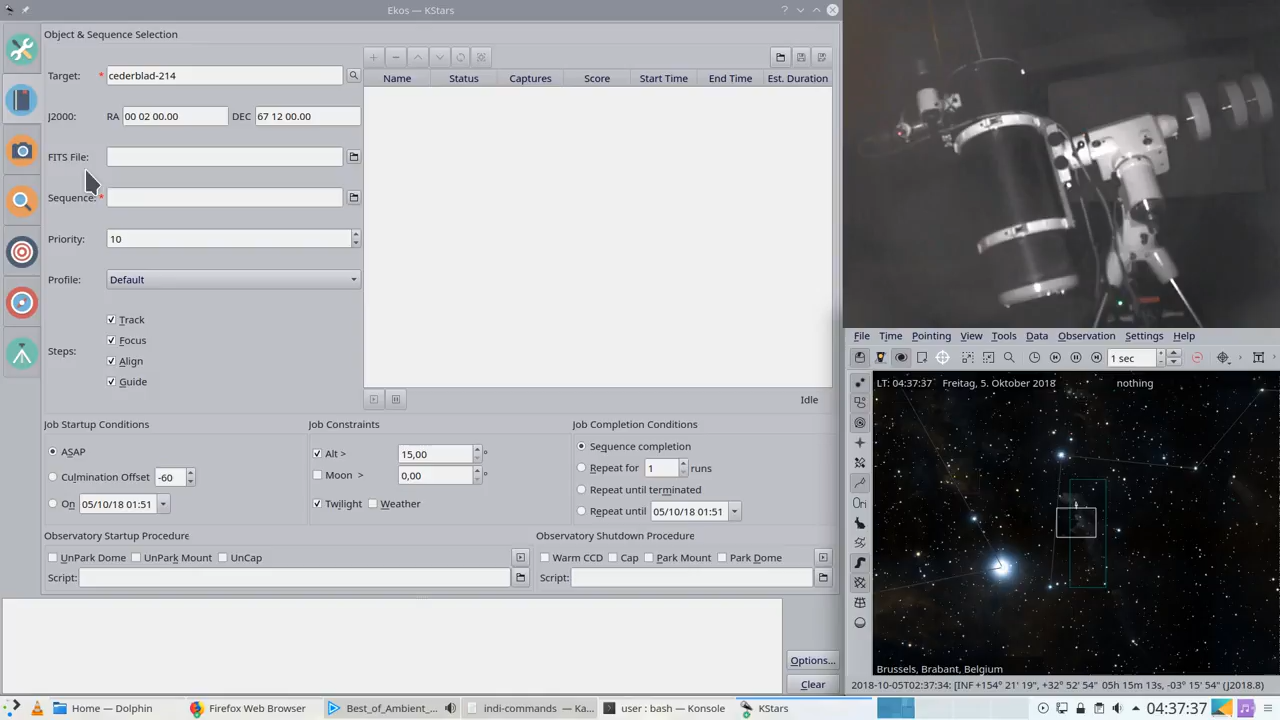 Ekos — KStars
Object & Sequence Selection
Target: * cederblad-214
J2000: RA 00 02 00.00 DEC 67 12 00.00
FITS File:
Sequence: *
Priority: 10
Profile: Default
Steps:
Track
Focus
Align
Guide
Name Status Captures Score Start Time End Time Est. Duration
Idle
Job Startup Conditions
ASAP
Culmination Offset -60
On 05/10/18 01:51
Job Constraints
Alt > 15,00 °
Moon > 0,00 °
Twilight Weather
Job Completion Conditions
Sequence completion
Repeat for 1 runs
Repeat until terminated
Repeat until 05/10/18 01:51
Observatory Startup Procedure
UnPark Dome UnPark Mount UnCap
Script:
Observatory Shutdown Procedure
Warm CCD Cap Park Mount Park Dome
Script:
Options...
Clear
File Time Pointing View Tools Data Observation Settings Help
1 sec
LT: 04:37:37 Freitag, 5. Oktober 2018 nothing
Brussels, Brabant, Belgium
2018-10-05T02:37:34: [INF +154° 21' 19", +32° 52' 54" 05h 15m 13s, -03° 15' 54" (J2018.8)
Home — Dolphin
Firefox Web Browser
Best_of_Ambient_...
indi-commands — Ka...
user : bash — Konsole
KStars
04:37:37